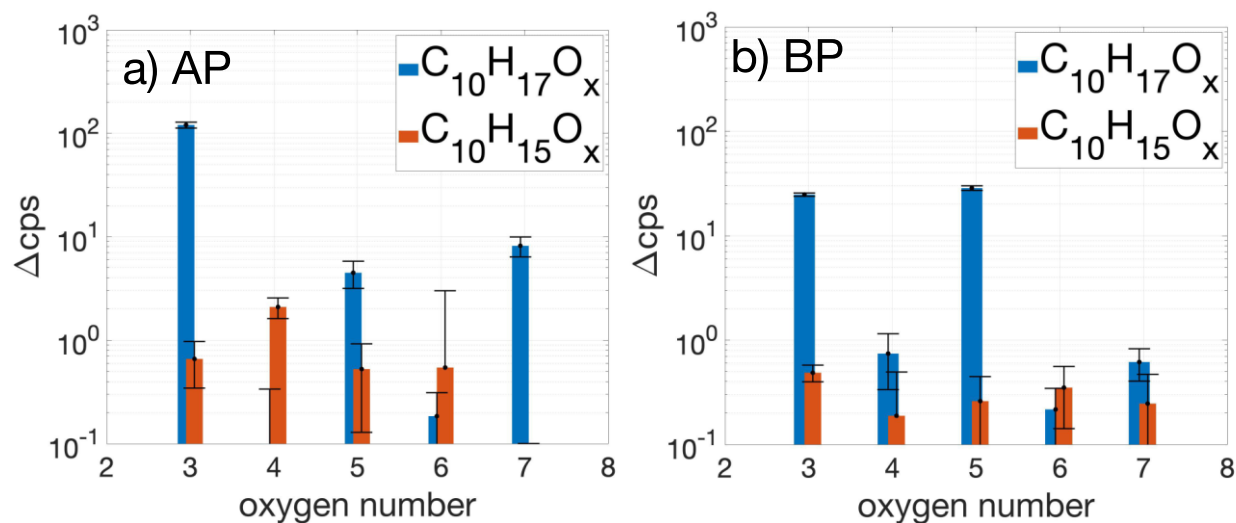 a) AP
C₁₀H₁₇Oₓ
C₁₀H₁₅Oₓ
10³
10²
10¹
10⁰
10⁻¹
Δcps
2 3 4 5 6 7 8
oxygen number
b) BP
C₁₀H₁₇Oₓ
C₁₀H₁₅Oₓ
10³
10²
10¹
10⁰
10⁻¹
Δcps
2 3 4 5 6 7 8
oxygen number